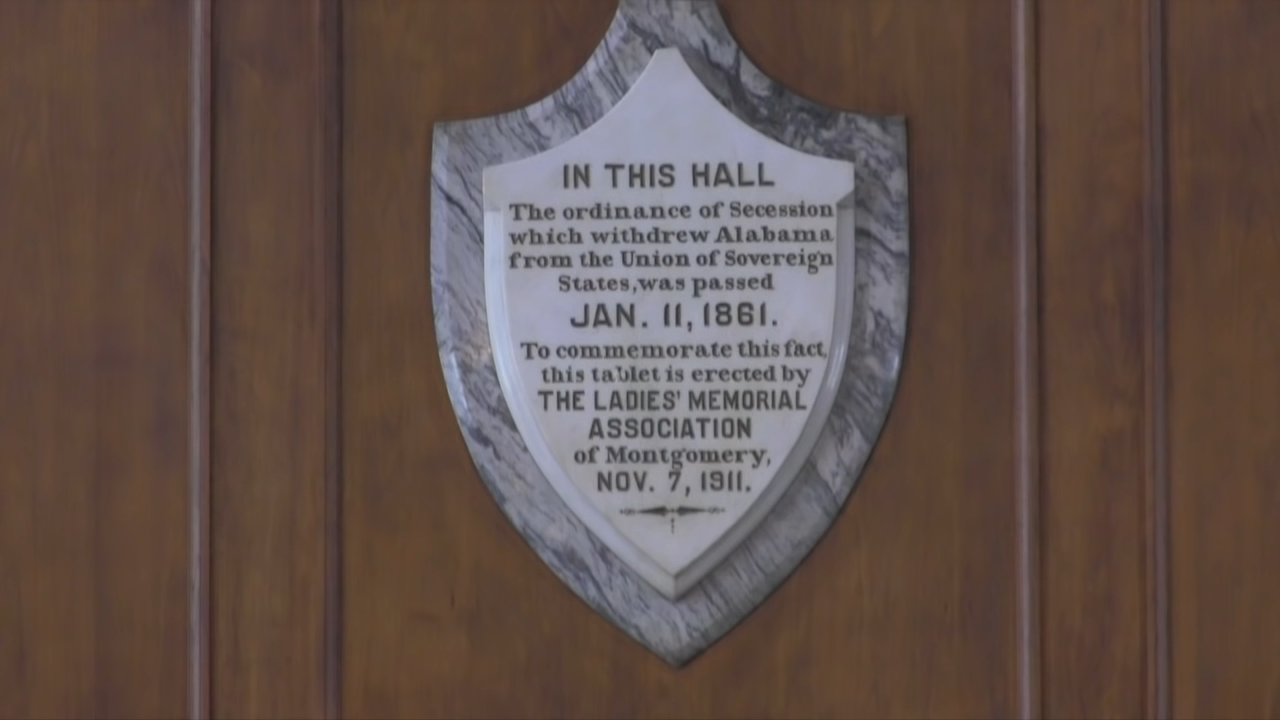 IN THIS HALL
The ordinance of Secession
which withdrew Alabama
from the Union of Sovereign
States, was passed
JAN. 11, 1861.
To commemorate this fact,
this tablet is erected by
THE LADIES' MEMORIAL
ASSOCIATION
of Montgomery,
NOV. 7, 1911.